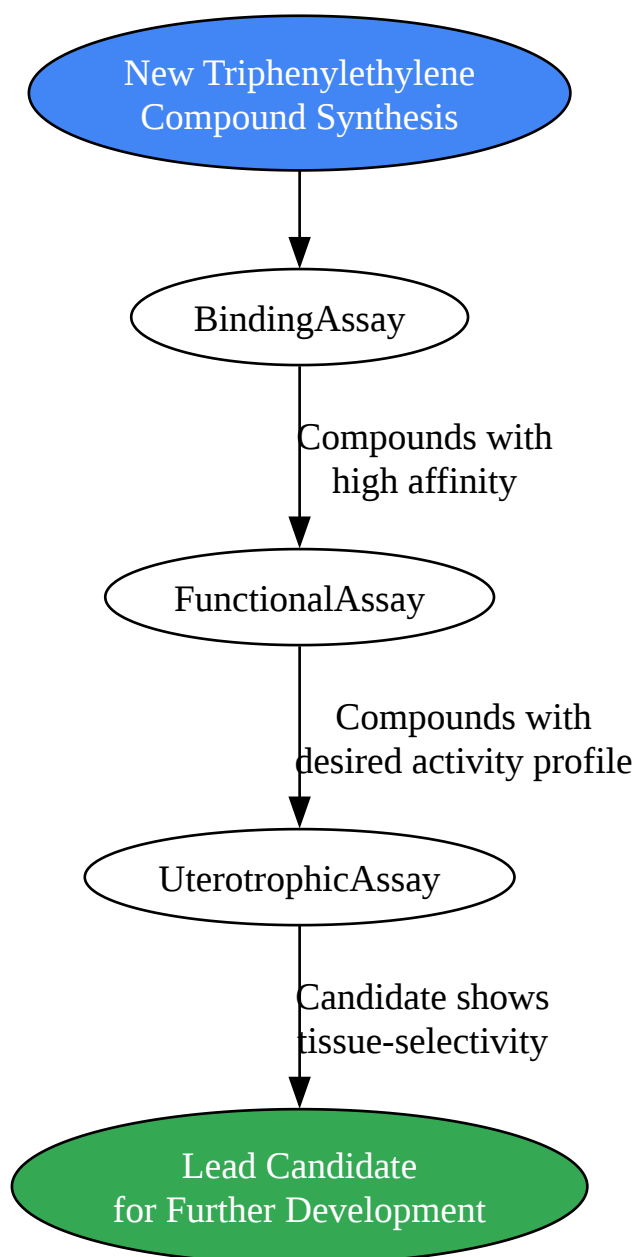 New Triphenylethylene
Compound Synthesis
BindingAssay
Compounds with
high affinity
FunctionalAssay
Compounds with
desired activity profile
UterotrophicAssay
Candidate shows
tissue-selectivity
Lead Candidate
for Further Development